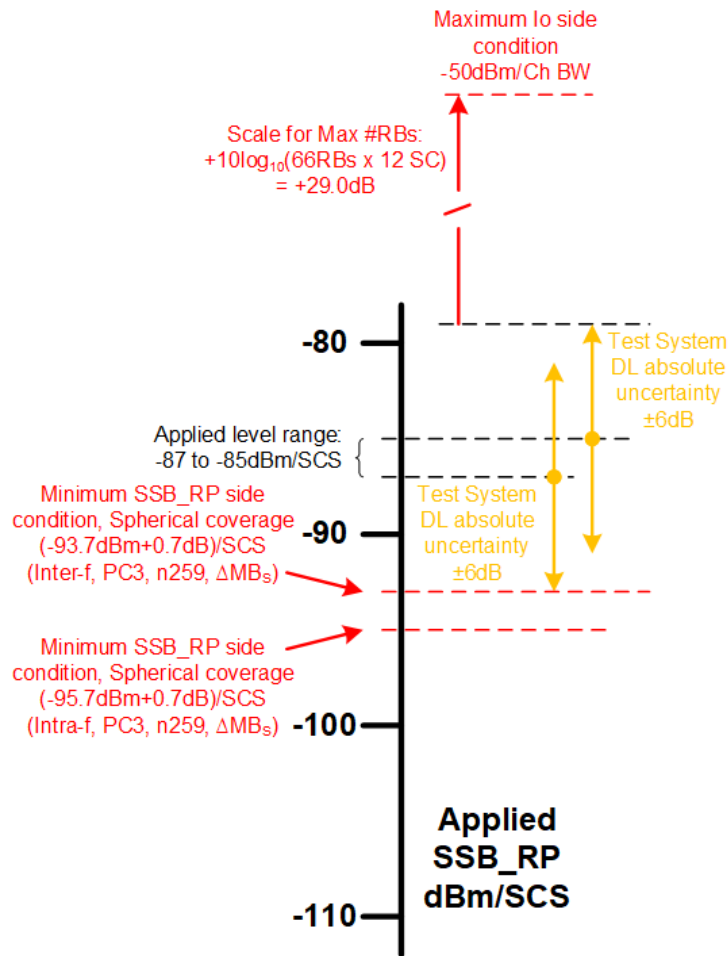 Maximum Io side
condition
-50dBm/Ch BW
Scale for Max #RBs:
+10log₁₀(66RBs x 12 SC)
= +29.0dB
-80
Test System
DL absolute
uncertainty
±6dB
Applied level range:
-87 to -85dBm/SCS
Minimum SSB_RP side
condition, Spherical coverage
(-93.7dBm+0.7dB)/SCS
(Inter-f, PC3, n259, ΔMBₛ)
-90
Test System
DL absolute
uncertainty
±6dB
Minimum SSB_RP side
condition, Spherical coverage
(-95.7dBm+0.7dB)/SCS
(Intra-f, PC3, n259, ΔMBₛ)
-100
Applied
SSB_RP
dBm/SCS
-110